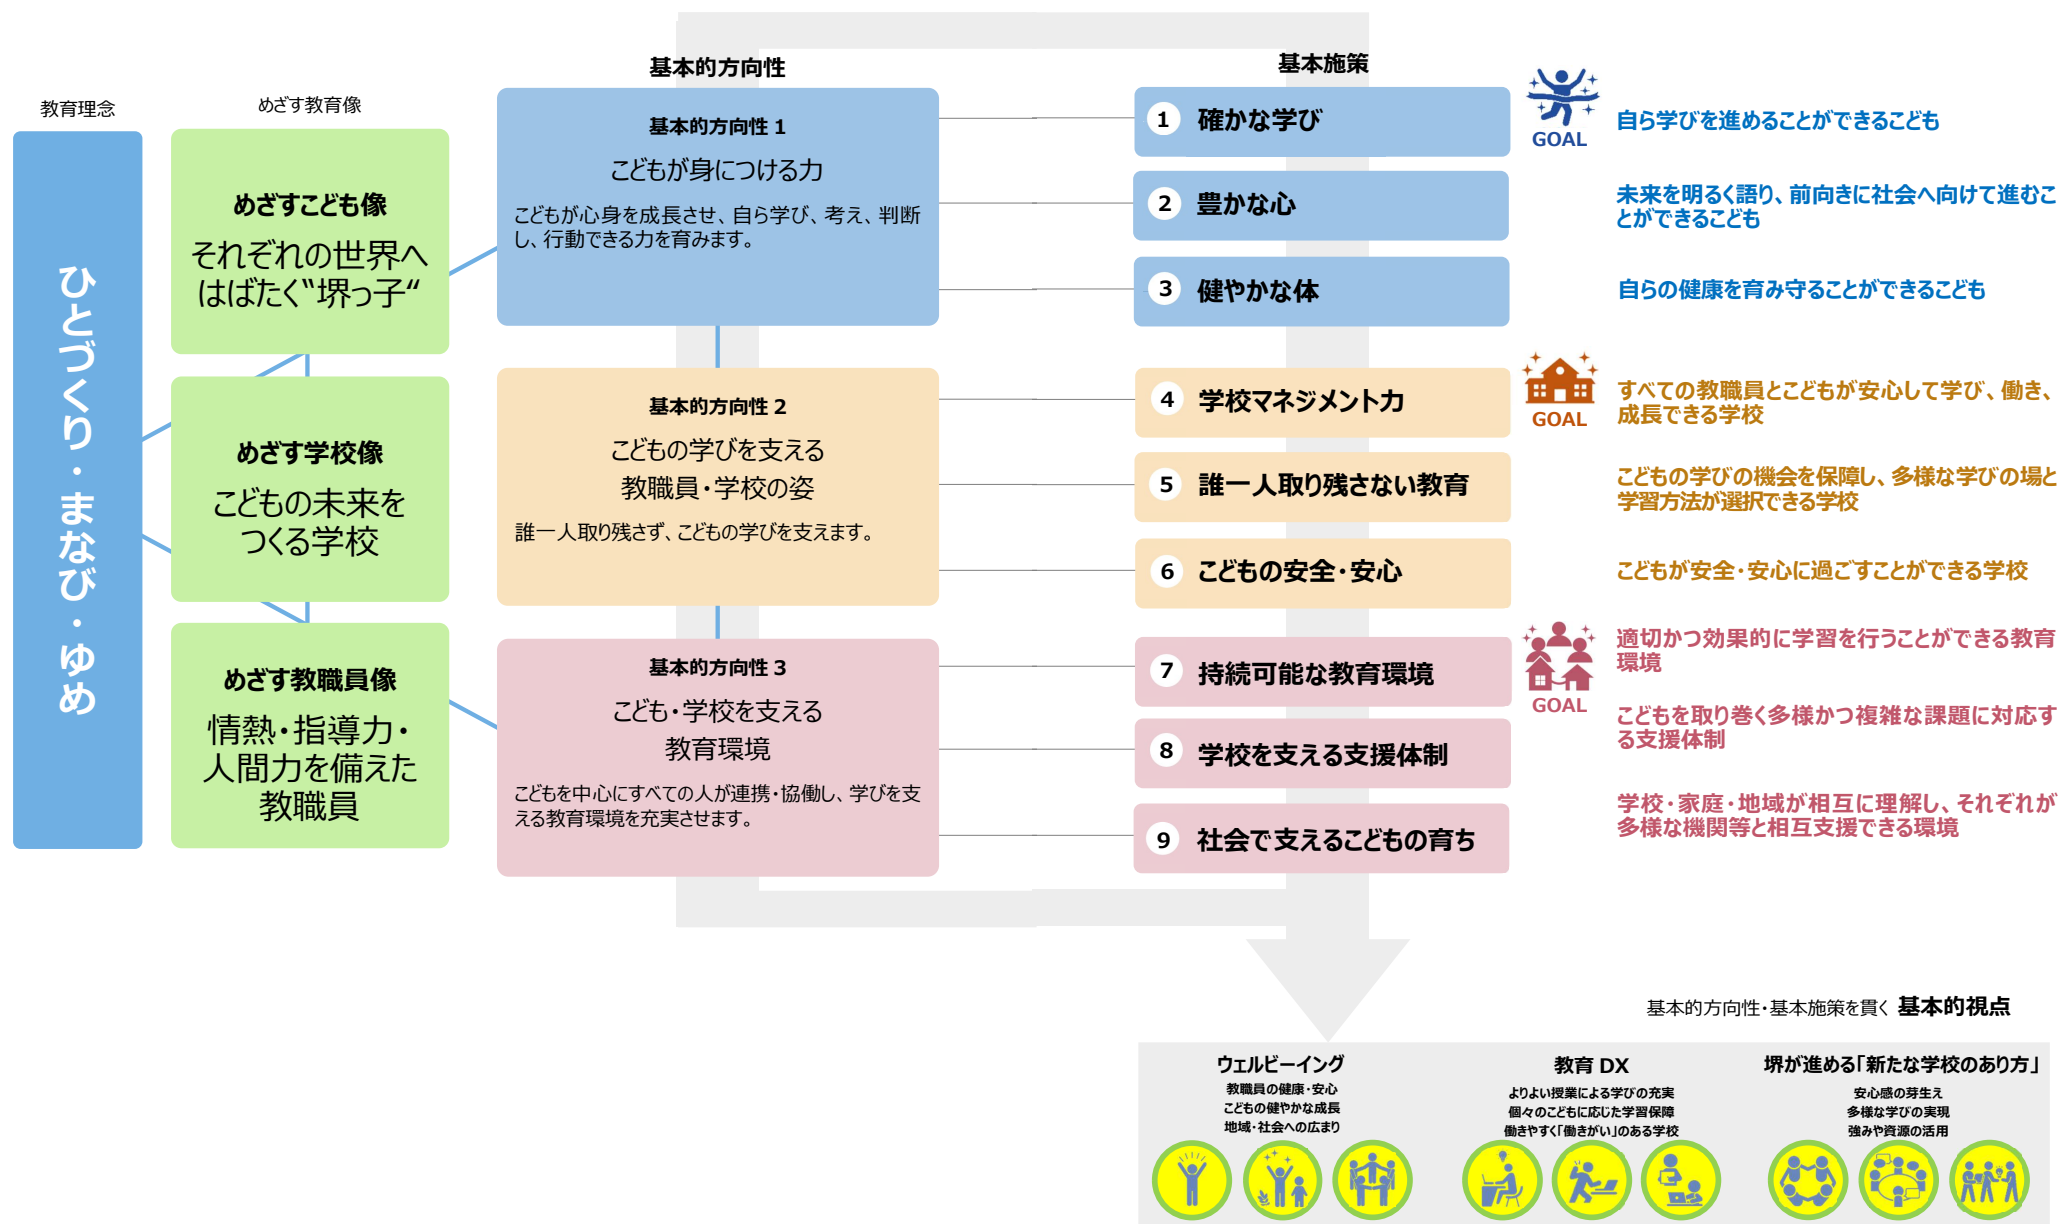 教育理念
ひとづくり・まなび・ゆめ
めざす教育像
めざすこども像
それぞれの世界へ
はばたく“堺っ子“
めざす学校像
こどもの未来を
つくる学校
めざす教職員像
情熱・指導力・
人間力を備えた
教職員
基本的方向性
基本的方向性 1
こどもが身につける力
こどもが心身を成長させ、自ら学び、考え、判断
し、行動できる力を育みます。
基本的方向性 2
こどもの学びを支える
教職員・学校の姿
誰一人取り残さず、こどもの学びを支えます。
基本的方向性 3
こども・学校を支える
教育環境
こどもを中心にすべての人が連携・協働し、学びを支
える教育環境を充実させます。
基本施策
1 確かな学び
2 豊かな心
3 健やかな体
4 学校マネジメント力
5 誰一人取り残さない教育
6 こどもの安全・安心
7 持続可能な教育環境
8 学校を支える支援体制
9 社会で支えるこどもの育ち
GOAL
自ら学びを進めることができるこども
未来を明るく語り、前向きに社会へ向けて進むこ
とができるこども
自らの健康を育み守ることができるこども
GOAL
すべての教職員とこどもが安心して学び、働き、
成長できる学校
こどもの学びの機会を保障し、多様な学びの場と
学習方法が選択できる学校
こどもが安全・安心に過ごすことができる学校
GOAL
適切かつ効果的に学習を行うことができる教育
環境
こどもを取り巻く多様かつ複雑な課題に対応す
る支援体制
学校・家庭・地域が相互に理解し、それぞれが
多様な機関等と相互支援できる環境
基本的方向性・基本施策を貫く 基本的視点
ウェルビーイング
教職員の健康・安心
こどもの健やかな成長
地域・社会への広まり
教育 DX
よりよい授業による学びの充実
個々のこどもに応じた学習保障
働きやすく「働きがい」のある学校
堺が進める「新たな学校のあり方」
安心感の芽生え
多様な学びの実現
強みや資源の活用